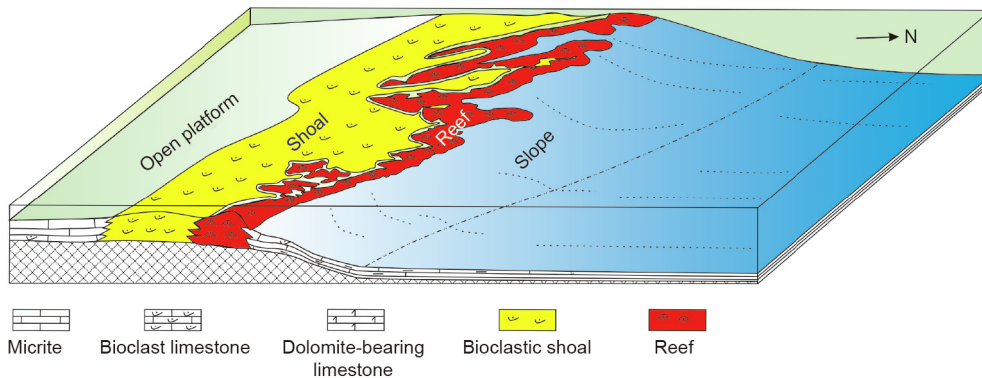 N
Open platform
Shoal
Reef
Slope
Micrite
Bioclast limestone
Dolomite-bearing
limestone
Bioclastic shoal
Reef